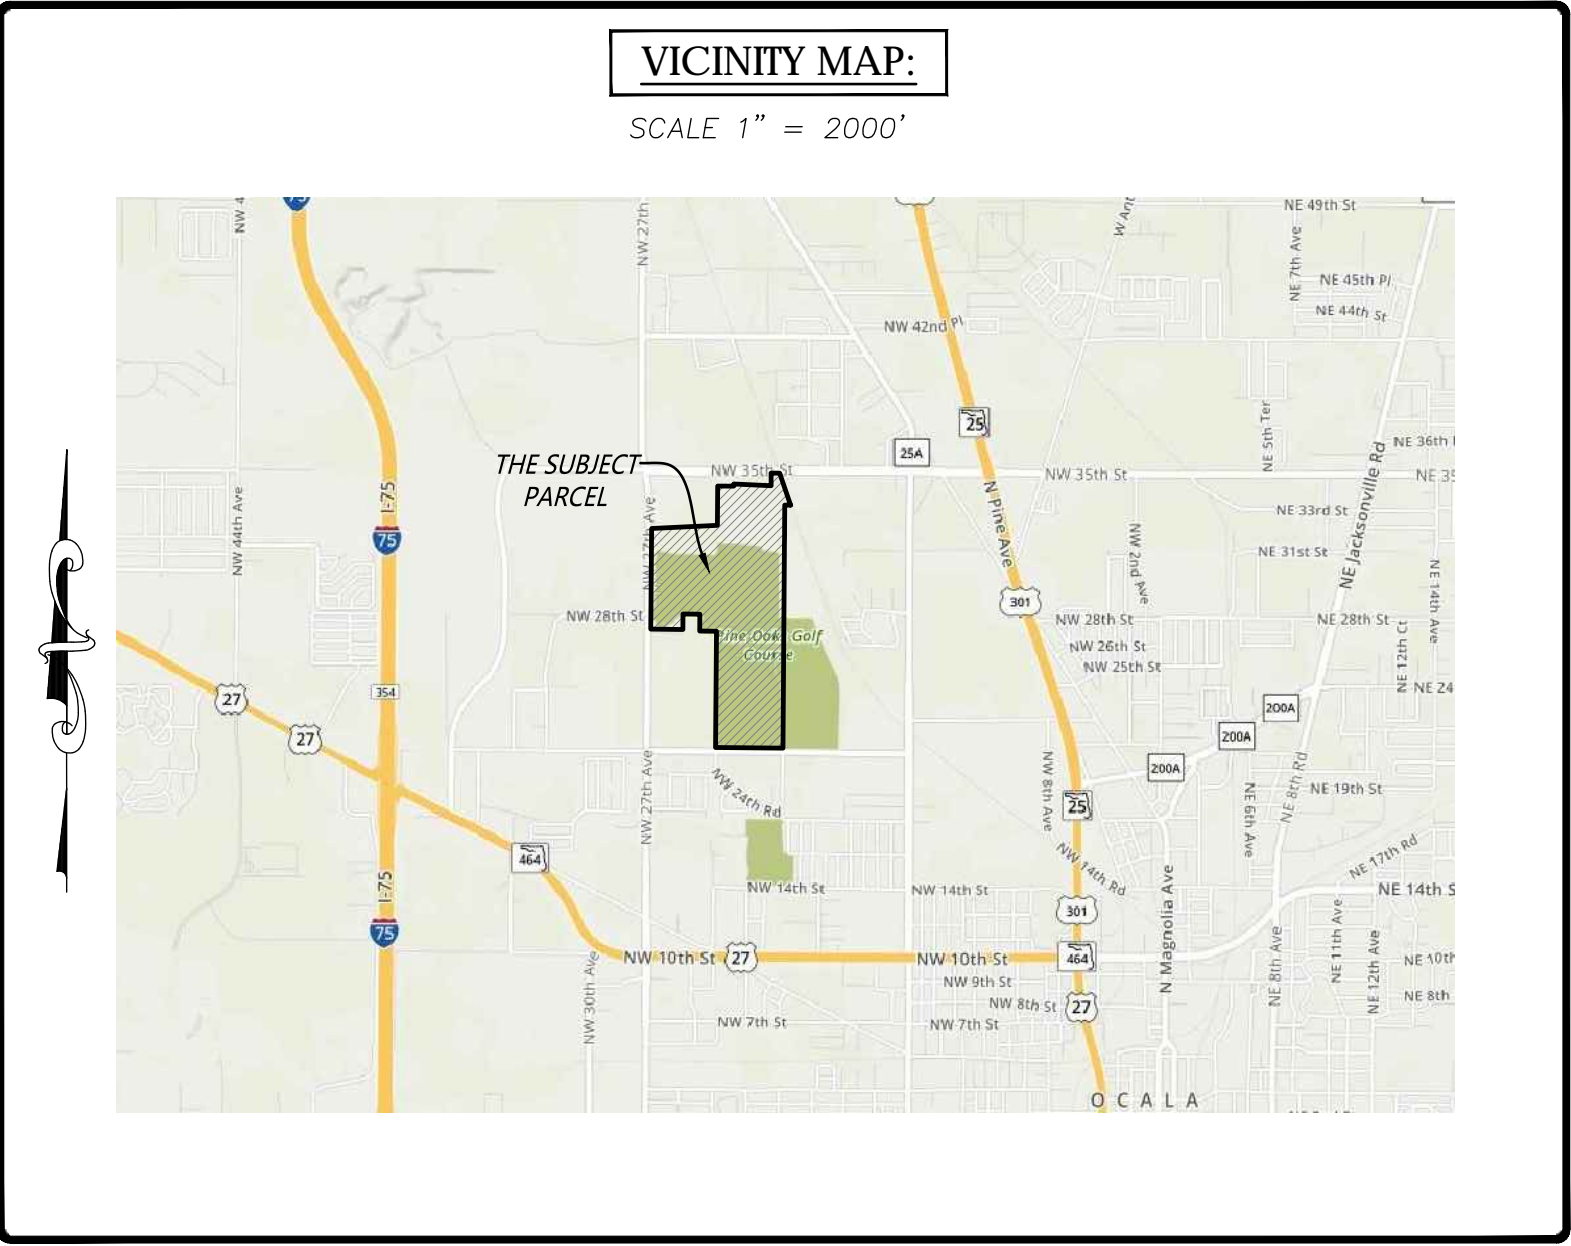 VICINITY MAP:
SCALE 1” = 2000’
75
NW 4
NW 27th
W Ant
NE 49th St
NE 7th Ave
NE 45th Pl
NE 44th St
NW 42nd Pl
25
25A
NE 5th Ter
NE 36th
THE SUBJECT
PARCEL
NW 35th St
NW 35th St
NE 35
I-75
75
NW 44th Ave
NW 27th Ave
N Pine Ave
NE Jacksonville Rd
NE 33rd St
NE 31st St
NW 2nd Ave
NE 14th Ave
301
NW 28th St
NW 28th St
NE 28th St
NE 12th Ct
Pine Oaks Golf
Course
NW 26th St
NW 25th St
NE 24
27
354
27
200A
200A
200A
NW 27th Ave
NW 24th Rd
NW 8th Ave
25
NE 6th Ave
NE 8th Rd
NE 19th St
464
NW 14th Rd
NE 17th Rd
I-75
NW 14th St
NW 14th St
NE 14th S
301
N Magnolia Ave
75
NW 30th Ave
NW 10th St
27
NW 10th St
464
NE 8th Ave
NE 11th Ave
NE 12th Ave
NE 10th
NW 9th St
NW 8th St
27
NE 8th
NW 7th St
NW 7th St
OCALA